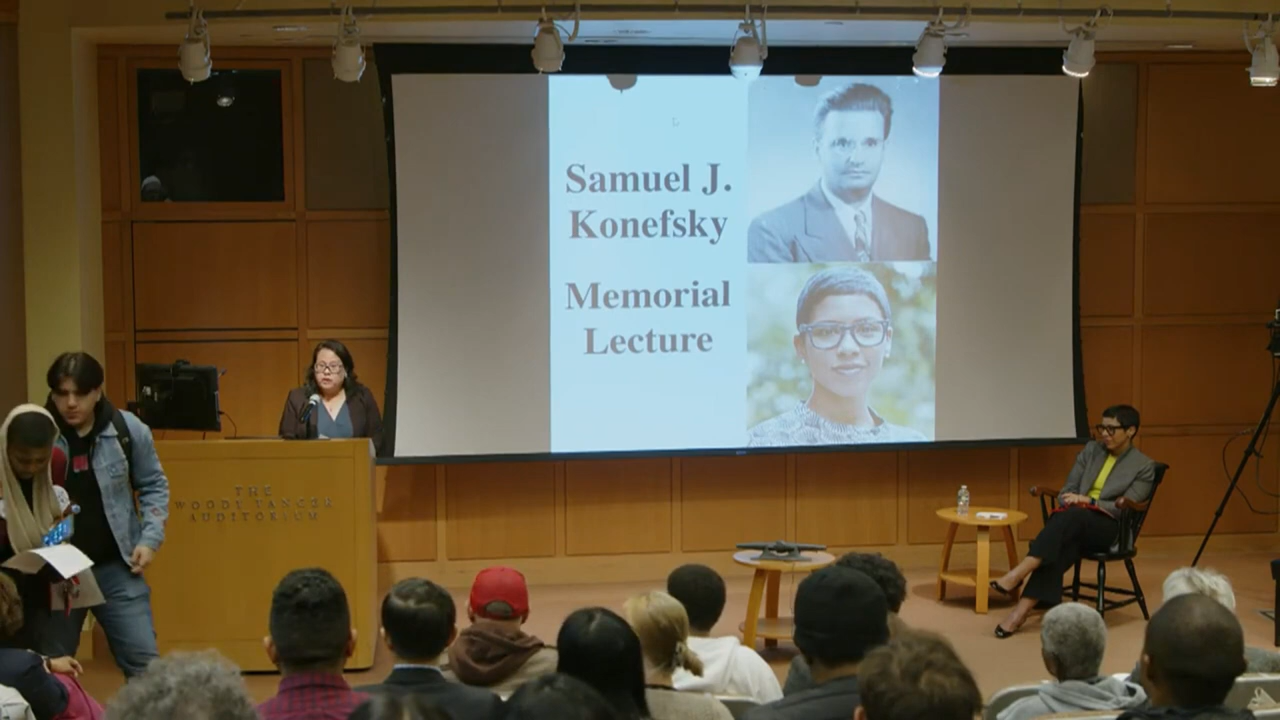 Samuel J.
Konefsky
Memorial
Lecture
THE
WOODY TANGER
AUDITORIUM